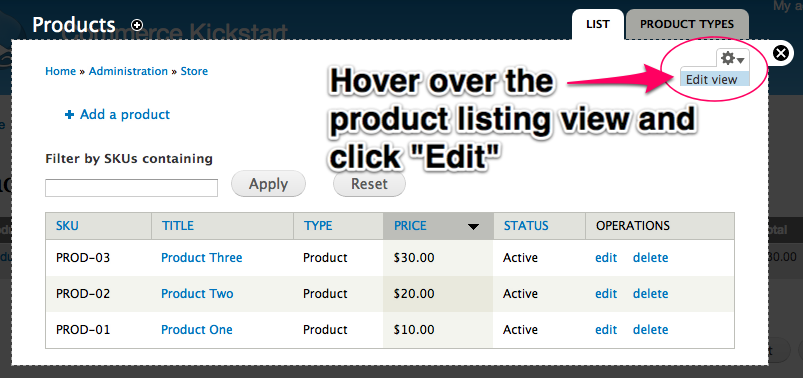 My a
Products
LIST
PRODUCT TYPES
Commerce Kickstart
Home » Administration » Store
Edit view
Hover over the
product listing view and
click "Edit"
+ Add a product
Filter by SKUs containing
Apply
Reset
SKU TITLE TYPE PRICE STATUS OPERATIONS
PROD-03 Product Three Product $30.00 Active edit delete
PROD-02 Product Two Product $20.00 Active edit delete
PROD-01 Product One Product $10.00 Active edit delete